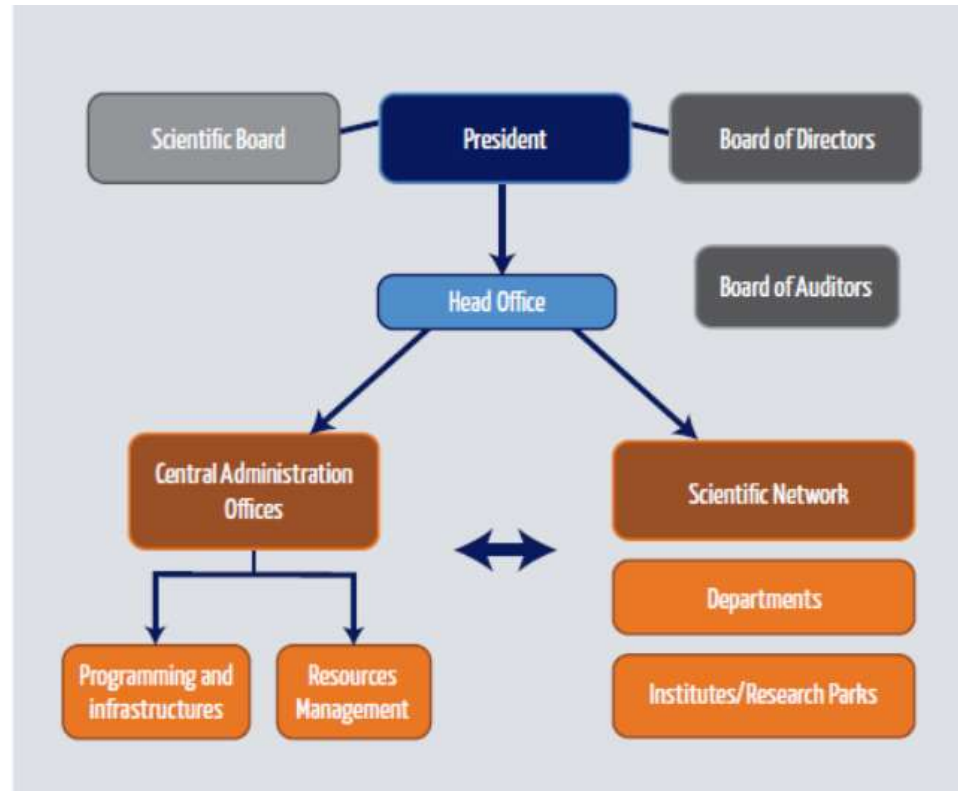 Scientific Board
President
Board of Directors
Head Office
Board of Auditors
Central Administration
Offices
Scientific Network
Departments
Programming and
infrastructures
Resources
Management
Institutes/Research Parks